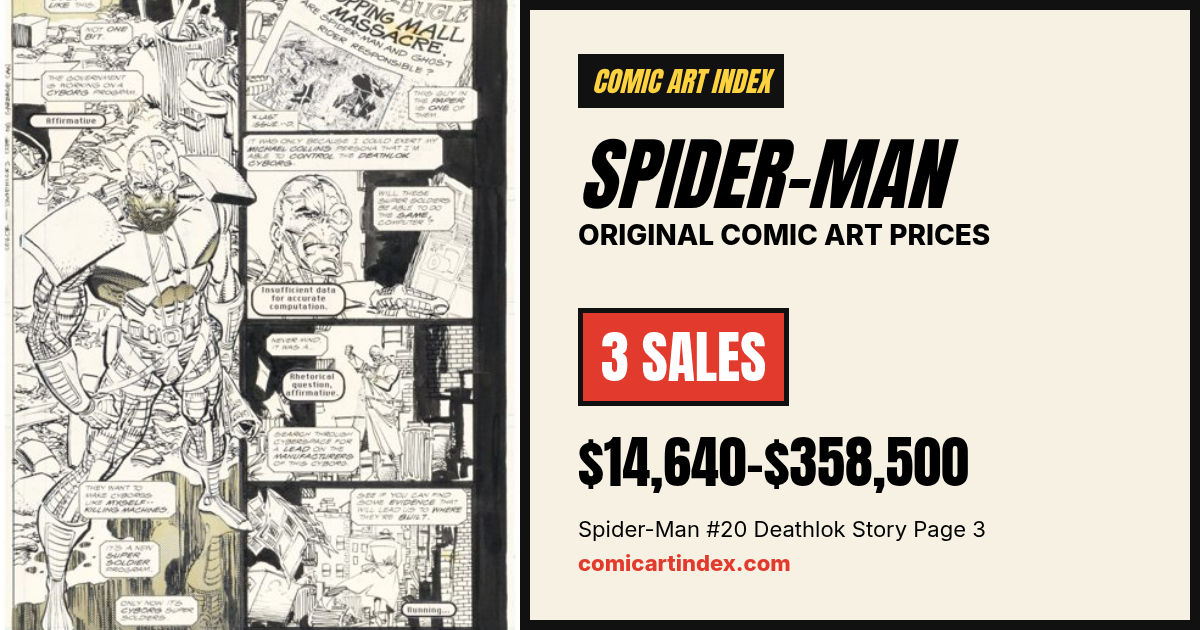 LIKE THIS.
NOT ONE
BIT.
THE GOVERNMENT
IS WORKING ON A
CYBORG PROGRAM.
Affirmative
THEY WANT TO
MAKE CYBORGS
LIKE MYSELF--
KILLING MACHINES.
IT'S A NEW
SUPER
SOLDIER
PROGRAM.
ONLY NOW IT'S
CYBORG SUPER
SOLDIERS.
BUGLE
MALL
MASSACRE.
ARE SPIDER-MAN AND GHOST
RIDER RESPONSIBLE?
THIS GUY IN
THE PAPER
IS ONE OF
THEM.
* LAST
ISSUE.--D.
IT WAS ONLY BECAUSE I COULD EXERT MY
MICHAEL COLLINS PERSONA THAT I'M
ABLE TO CONTROL THE DEATHLOK
CYBORG.
WILL THESE
SUPER SOLDIERS
BE ABLE TO DO
THE SAME,
COMPUTER?
Insufficient data
for accurate
computation.
NEVER MIND.
IT WAS A...
Rhetorical
question,
affirmative.
SEARCH THROUGH
CYBERSPACE FOR
A LEAD ON THE
MANUFACTURERS
OF THIS CYBORG.
SEE IF YOU CAN FIND
SOME EVIDENCE THAT
WILL LEAD US TO WHERE
THEY'RE BUILT.
Running...
COMIC ART INDEX
SPIDER-MAN
ORIGINAL COMIC ART PRICES
3 SALES
$14,640-$358,500
Spider-Man #20 Deathlok Story Page 3
comicartindex.com